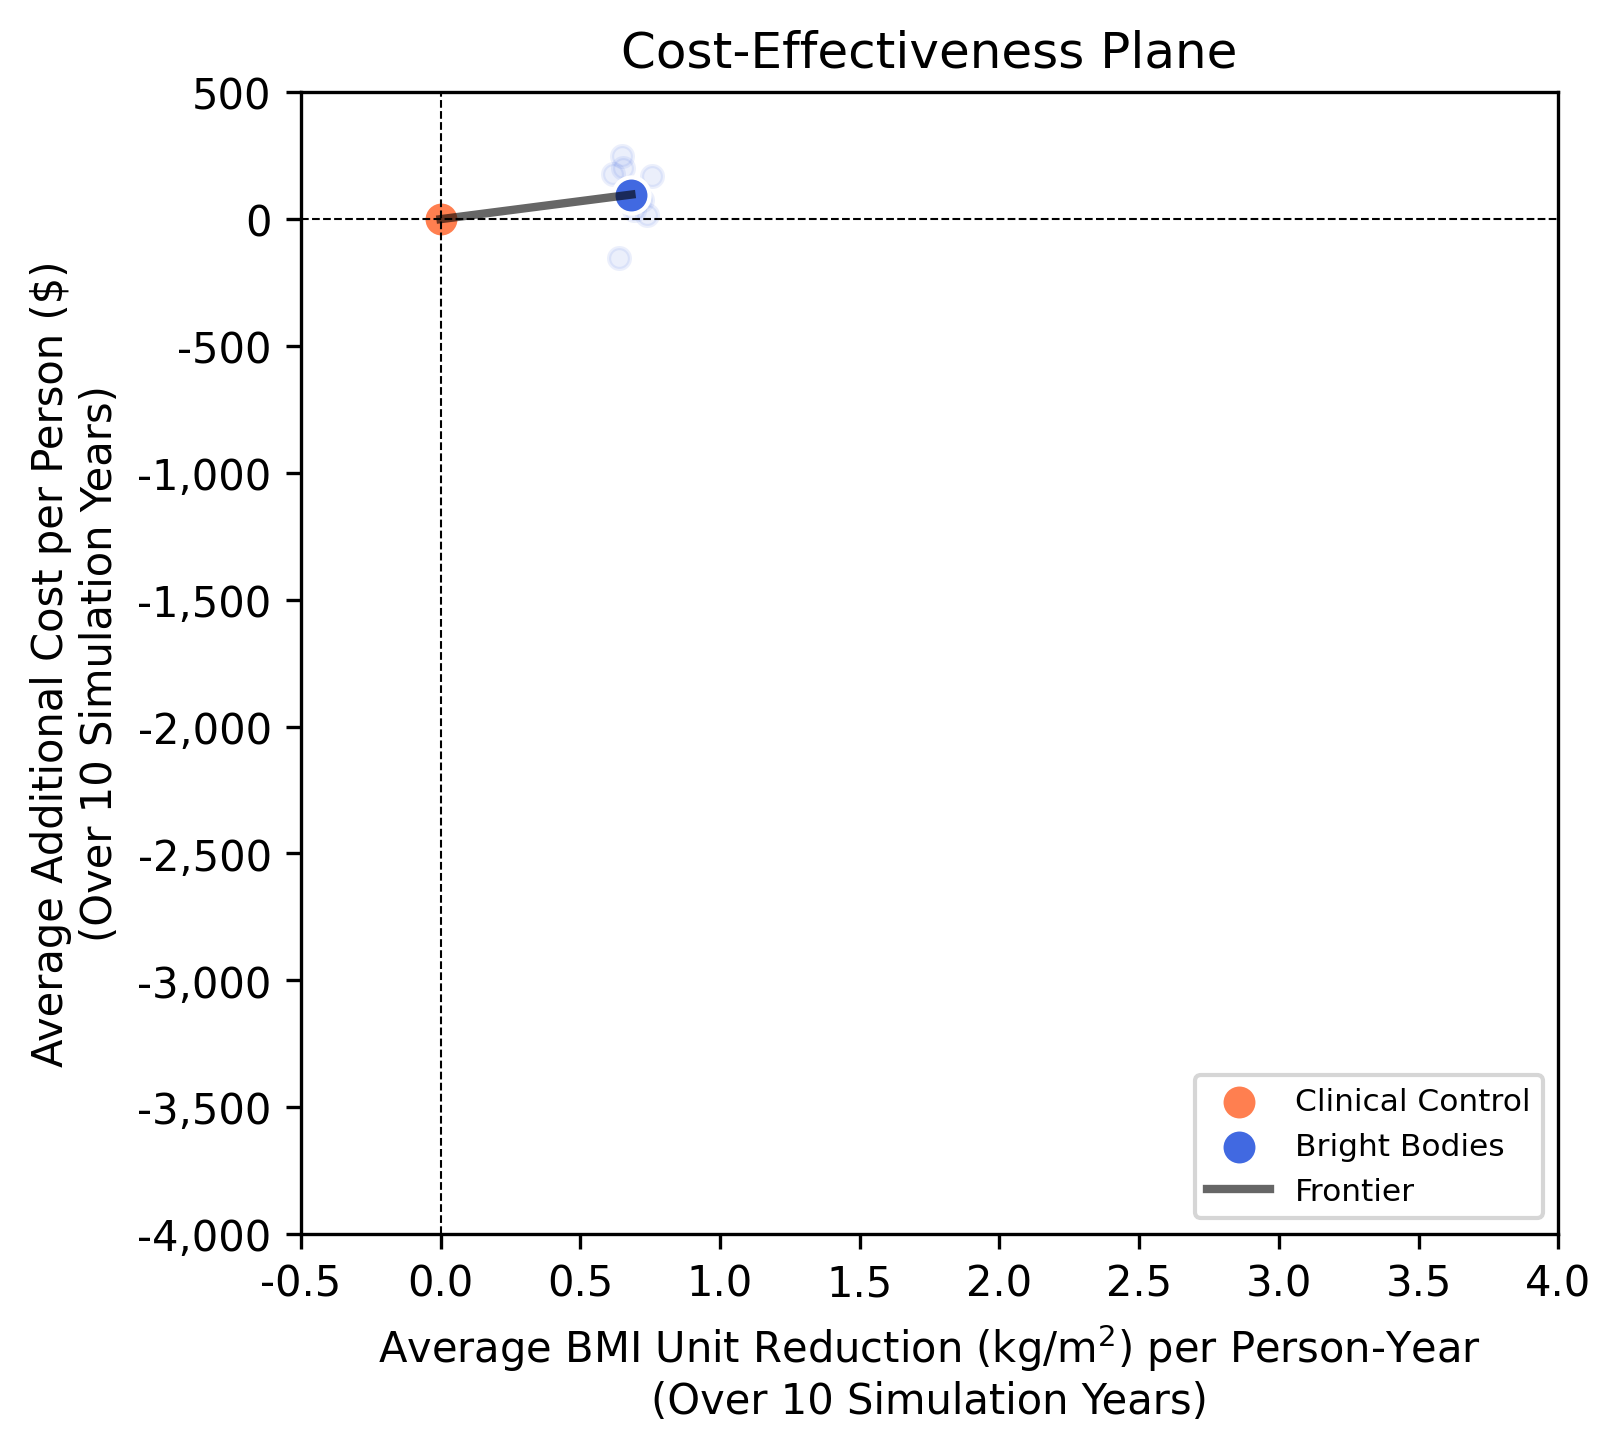 Cost-Effectiveness Plane
500
0
-500
-1,000
-1,500
-2,000
-2,500
-3,000
-3,500
-4,000
Average Additional Cost per Person ($)
(Over 10 Simulation Years)
Clinical Control
Bright Bodies
Frontier
-0.5 0.0 0.5 1.0 1.5 2.0 2.5 3.0 3.5 4.0
Average BMI Unit Reduction (kg/m²) per Person-Year
(Over 10 Simulation Years)